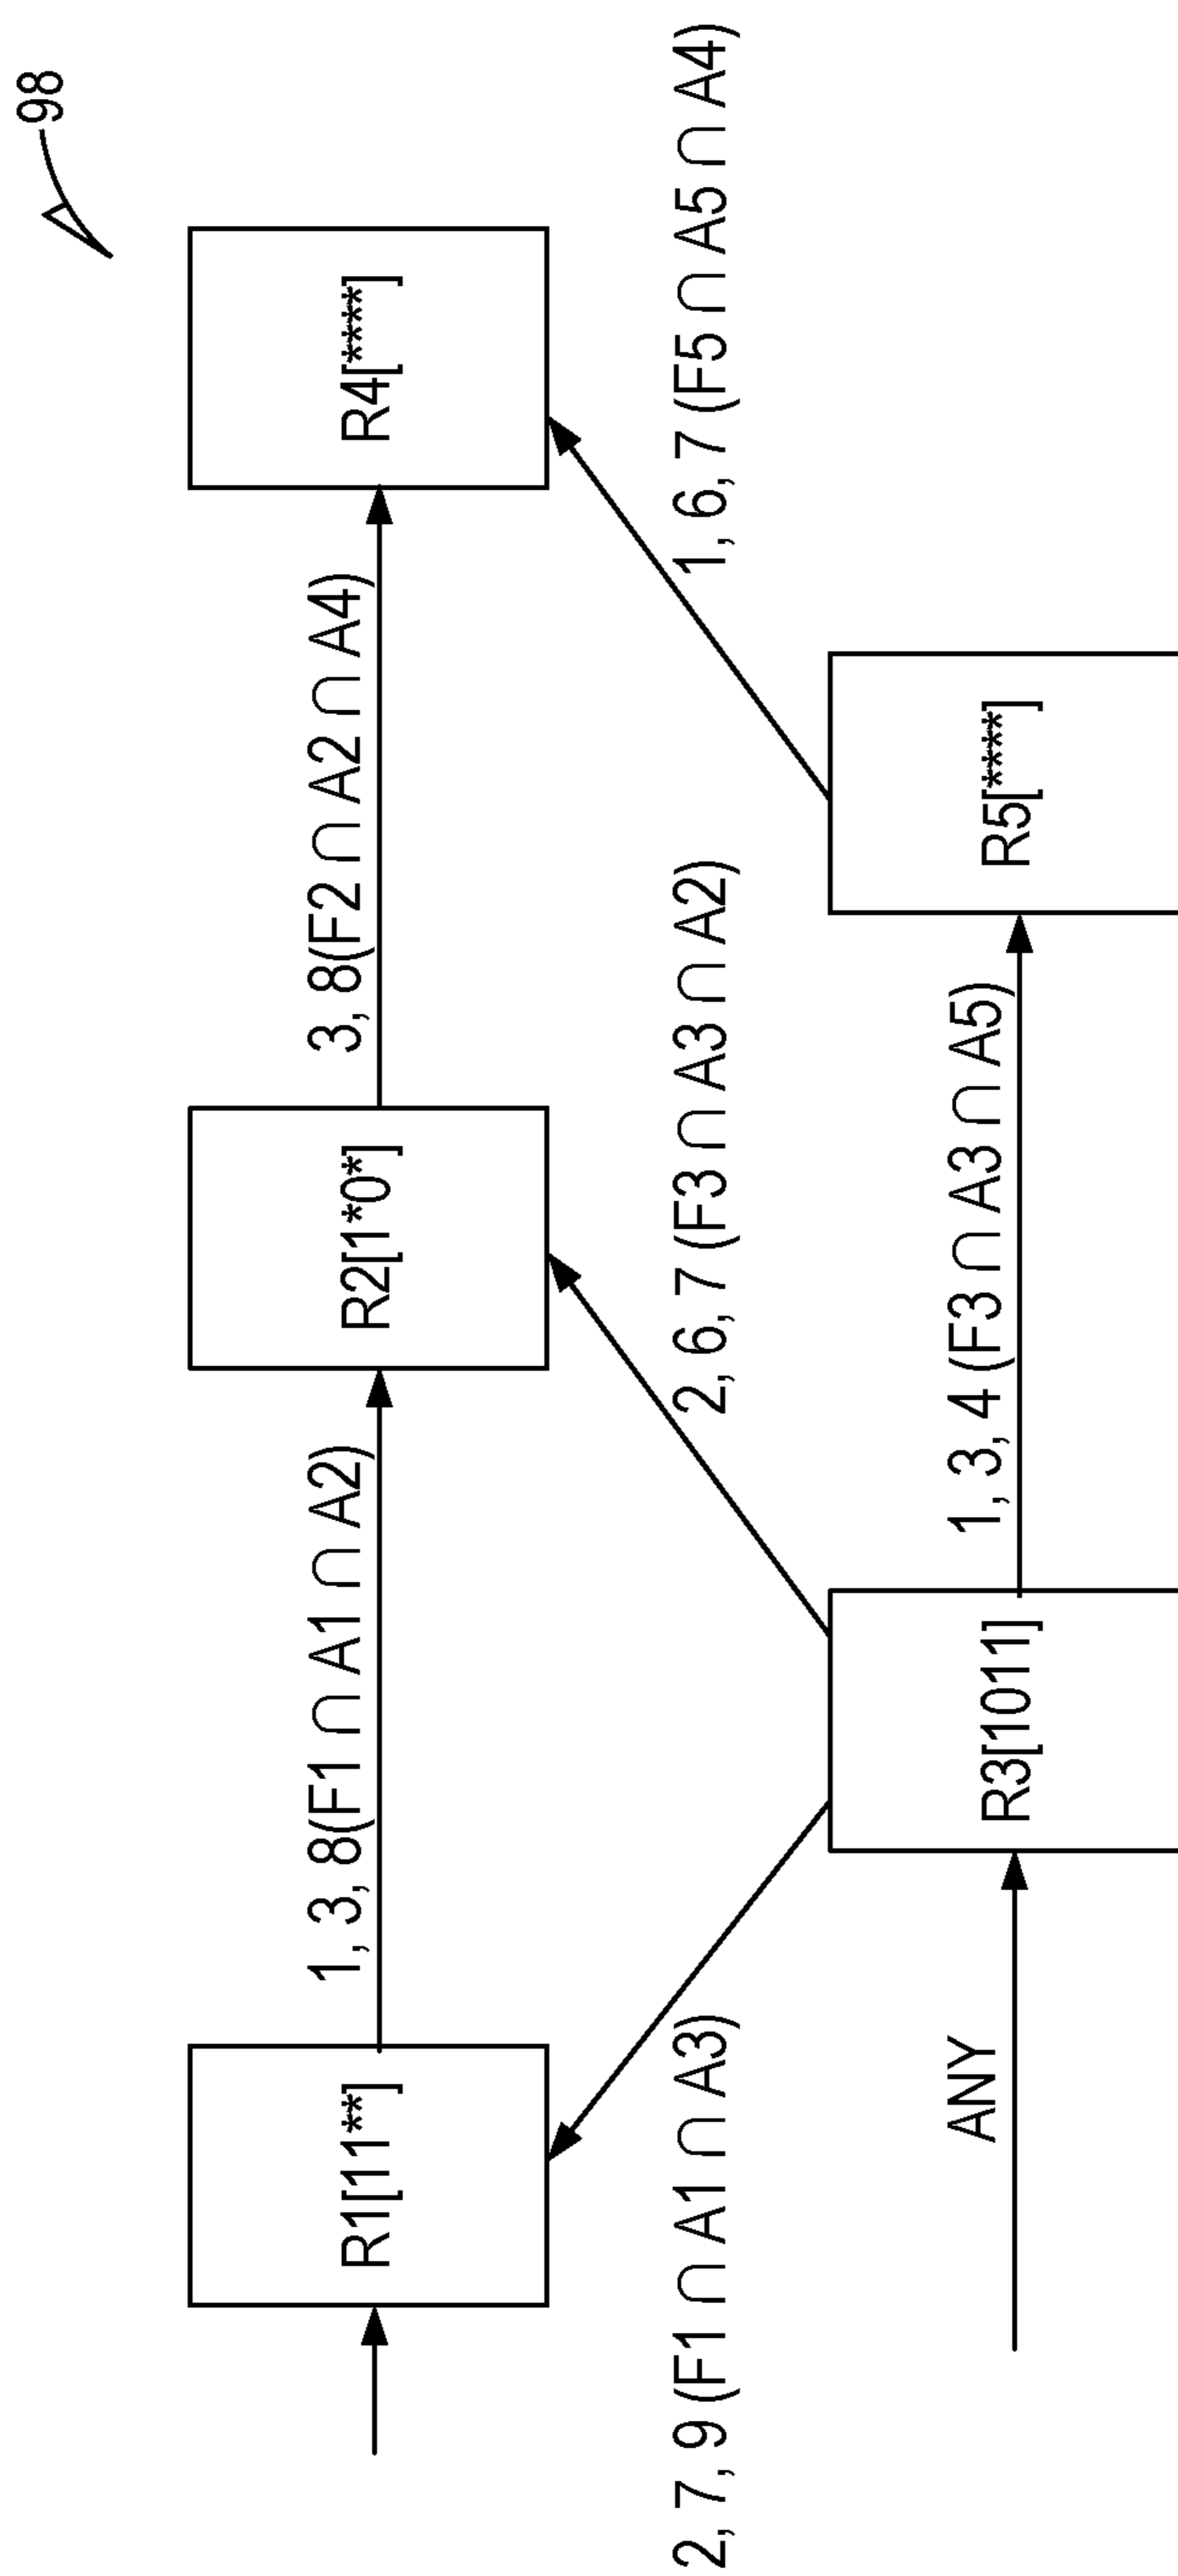 98
1, 3, 8(F1 ∩ A1 ∩ A2)
3, 8(F2 ∩ A2 ∩ A4)
R1[11**]
R2[1*0*]
R4[****]
2, 7, 9 (F1 ∩ A1 ∩ A3)
2, 6, 7 (F3 ∩ A3 ∩ A2)
1, 6, 7 (F5 ∩ A5 ∩ A4)
ANY
1, 3, 4 (F3 ∩ A3 ∩ A5)
R3[1011]
R5[****]